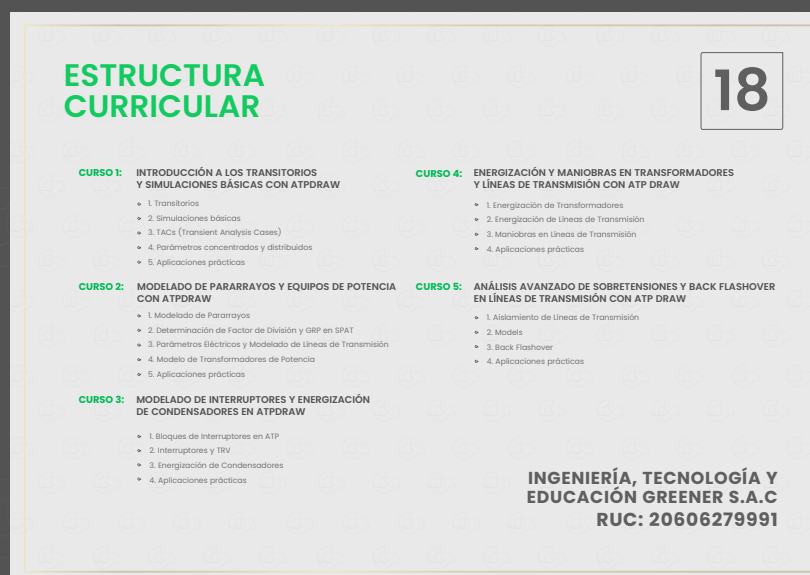 ESTRUCTURA
CURRICULAR
18
CURSO 1: INTRODUCCIÓN A LOS TRANSITORIOS
Y SIMULACIONES BÁSICAS CON ATPDRAW
1. Transitorios
2. Simulaciones básicas
3. TACs (Transient Analysis Cases)
4. Parámetros concentrados y distribuidos
5. Aplicaciones prácticas
CURSO 2: MODELADO DE PARARRAYOS Y EQUIPOS DE POTENCIA
CON ATPDRAW
1. Modelado de Pararrayos
2. Determinación de Factor de División y GRP en SPAT
3. Parámetros Eléctricos y Modelado de Líneas de Transmisión
4. Modelo de Transformadores de Potencia
5. Aplicaciones prácticas
CURSO 3: MODELADO DE INTERRUPTORES Y ENERGIZACIÓN
DE CONDENSADORES EN ATPDRAW
1. Bloques de Interruptores en ATP
2. Interruptores y TRV
3. Energización de Condensadores
4. Aplicaciones prácticas
CURSO 4: ENERGIZACIÓN Y MANIOBRAS EN TRANSFORMADORES
Y LÍNEAS DE TRANSMISIÓN CON ATP DRAW
1. Energización de Transformadores
2. Energización de Líneas de Transmisión
3. Maniobras en Líneas de Transmisión
4. Aplicaciones prácticas
CURSO 5: ANÁLISIS AVANZADO DE SOBRETENSIONES Y BACK FLASHOVER
EN LÍNEAS DE TRANSMISIÓN CON ATP DRAW
1. Aislamiento de Líneas de Transmisión
2. Models
3. Back Flashover
4. Aplicaciones prácticas
INGENIERÍA, TECNOLOGÍA Y
EDUCACIÓN GREENER S.A.C
RUC: 20606279991